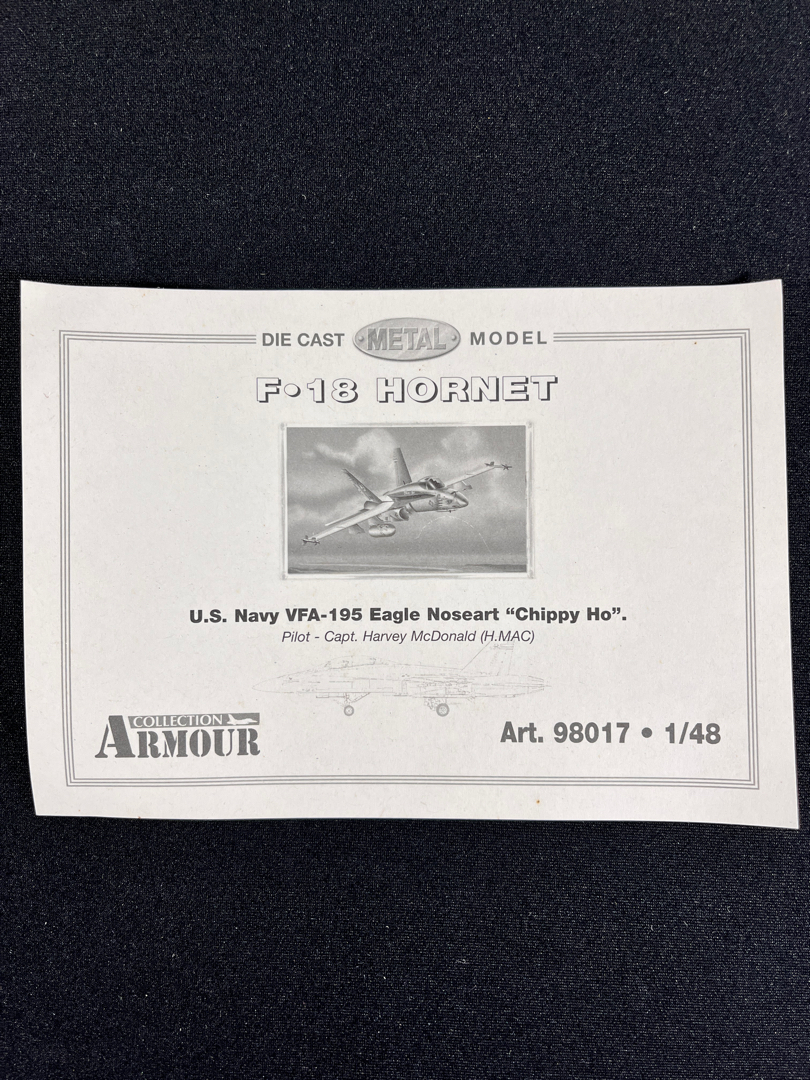 DIE CAST METAL MODEL
F•18 HORNET
U.S. Navy VFA-195 Eagle Noseart “Chippy Ho”.
Pilot - Capt. Harvey McDonald (H.MAC)
COLLECTION
ARMOUR
Art. 98017 • 1/48